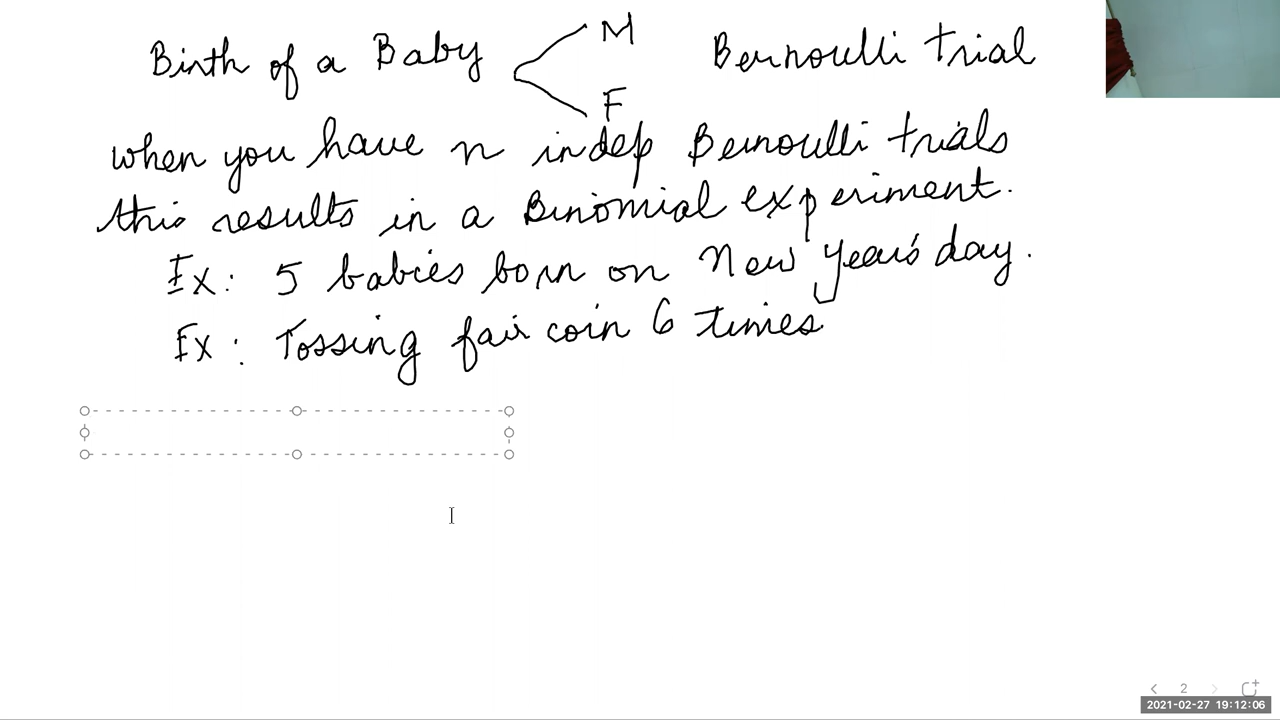 Birth of a Baby M Bernoulli trial
F
when you have n indep Bernoulli trials
this results in a Binomial experiment.
Ex: 5 babies born on New Year's day.
Ex: Tossing fair coin 6 times
2
2021-02-27 19:12:06